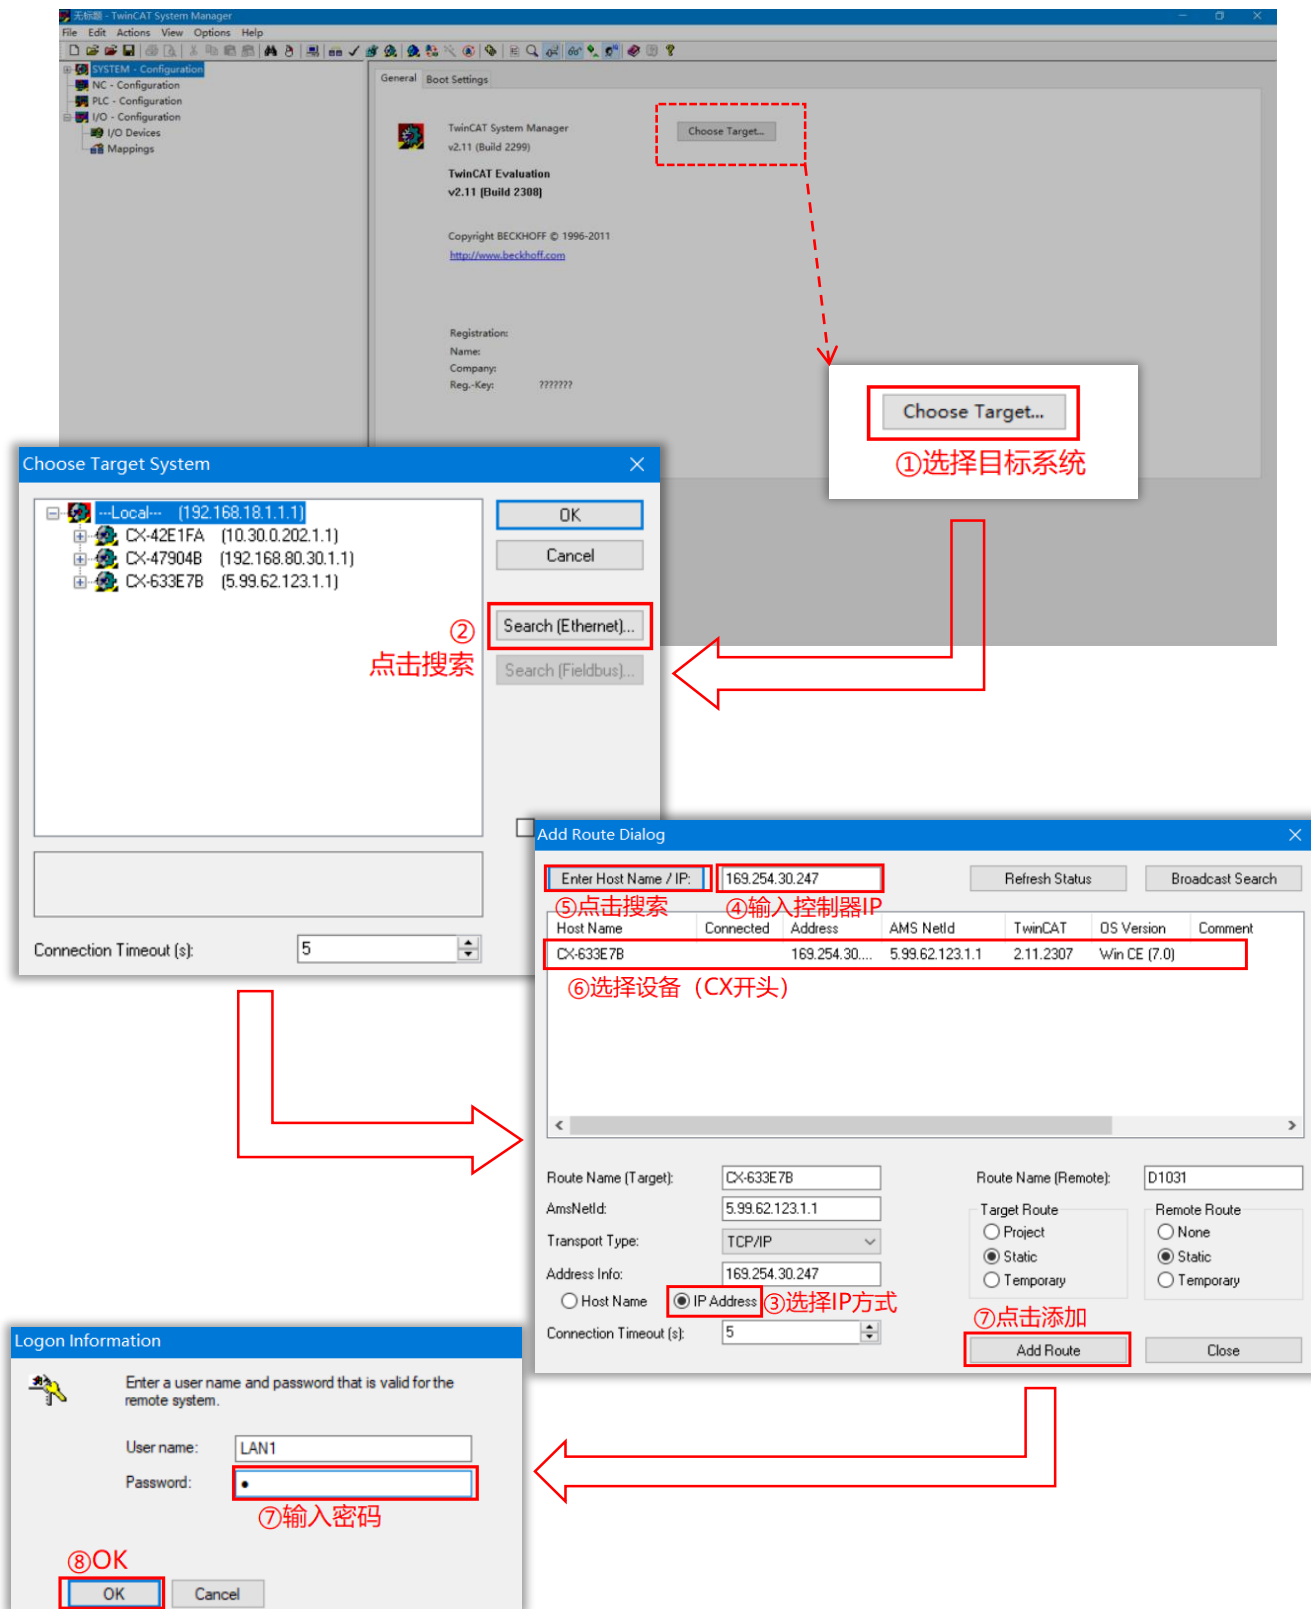 无标题 - TwinCAT System Manager
File Edit Actions View Options Help
SYSTEM - Configuration
NC - Configuration
PLC - Configuration
I/O - Configuration
I/O Devices
Mappings
General Boot Settings
TwinCAT System Manager
v2.11 (Build 2299)
Choose Target...
TwinCAT Evaluation
v2.11 (Build 2308)
Copyright BECKHOFF © 1996-2011
http://www.beckhoff.com
Registration:
Name:
Company:
Reg.-Key: ???????
Choose Target...
①选择目标系统
Choose Target System
---Local--- (192.168.18.1.1.1)
CX-42E1FA (10.30.0.202.1.1)
CX-47904B (192.168.80.30.1.1)
CX-633E7B (5.99.62.123.1.1)
OK
Cancel
Search (Ethernet)...
②
点击搜索
Search (Fieldbus)...
Connection Timeout (s): 5
Add Route Dialog
Enter Host Name / IP: 169.254.30.247 Refresh Status Broadcast Search
⑤点击搜索 ④输入控制器IP
Host Name Connected Address AMS NetId TwinCAT OS Version Comment
CX-633E7B 169.254.30.... 5.99.62.123.1.1 2.11.2307 Win CE (7.0)
⑥选择设备（CX开头）
Route Name (Target): CX-633E7B Route Name (Remote): D1031
AmsNetId: 5.99.62.123.1.1 Target Route Remote Route
Transport Type: TCP/IP Project None
Address Info: 169.254.30.247 Static Static
Host Name IP Address ③选择IP方式 Temporary Temporary
Connection Timeout (s): 5 ⑦点击添加
Add Route Close
Logon Information
Enter a user name and password that is valid for the
remote system.
User name: LAN1
Password: ●
⑦输入密码
⑧OK
OK Cancel